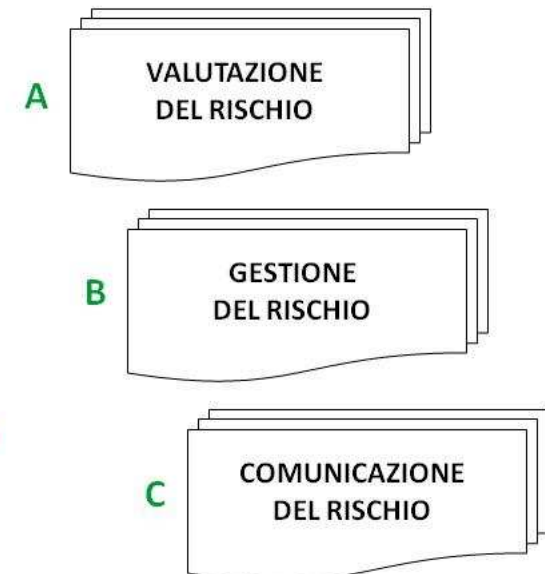 A
VALUTAZIONE
DEL RISCHIO
B
GESTIONE
DEL RISCHIO
C
COMUNICAZIONE
DEL RISCHIO